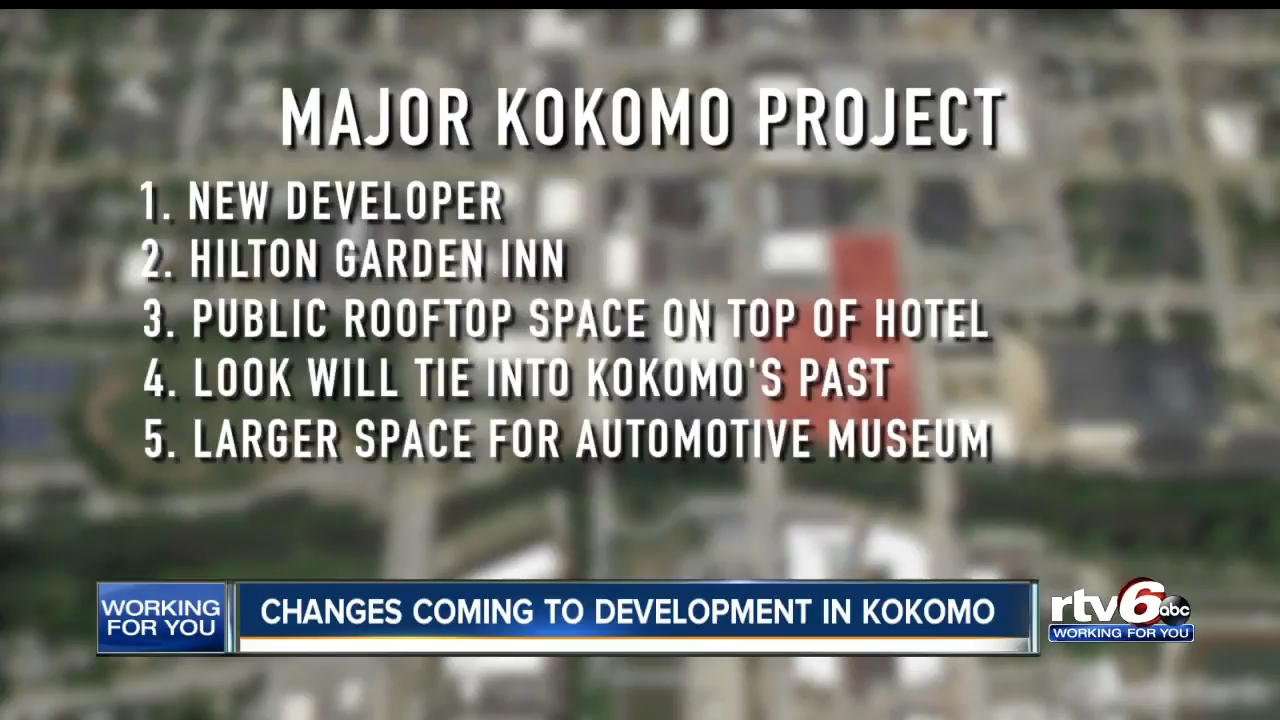 MAJOR KOKOMO PROJECT
1. NEW DEVELOPER
2. HILTON GARDEN INN
3. PUBLIC ROOFTOP SPACE ON TOP OF HOTEL
4. LOOK WILL TIE INTO KOKOMO'S PAST
5. LARGER SPACE FOR AUTOMOTIVE MUSEUM
WORKING
FOR YOU
CHANGES COMING TO DEVELOPMENT IN KOKOMO
rtv6 abc
WORKING FOR YOU